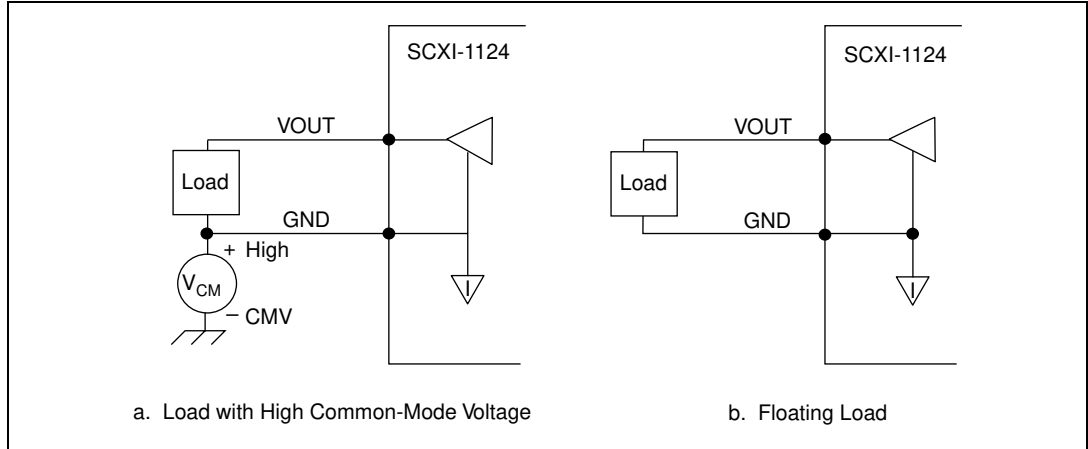 SCXI-1124
VOUT
Load
GND
+ High
V_CM
− CMV
I
a. Load with High Common-Mode Voltage
SCXI-1124
VOUT
Load
GND
I
b. Floating Load